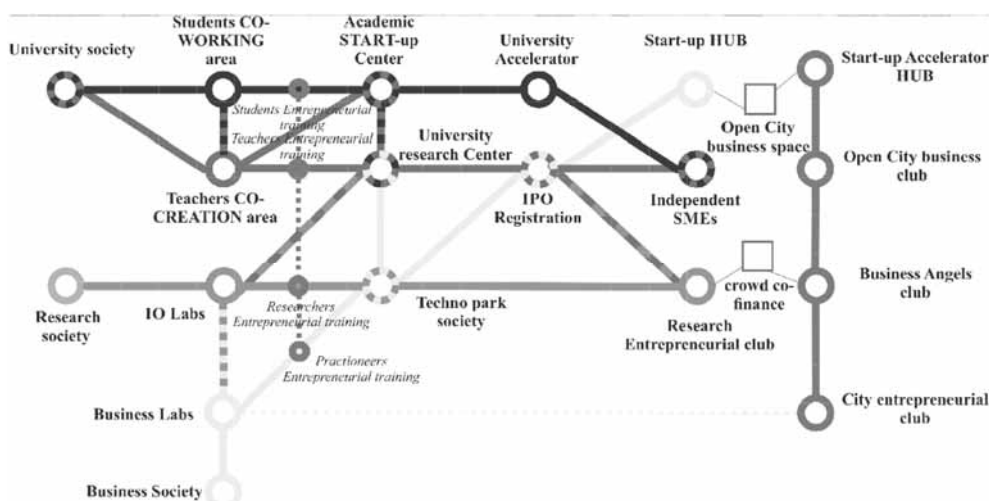 University society
Students CO-
WORKING
area
Academic
START-up
Center
University
Accelerator
Start-up HUB
Start-up Accelerator
HUB
Students Entrepreneurial
training
Teachers Entrepreneurial
training
University
research Center
Open City
business space
Open City business
club
Teachers CO-
CREATION area
IPO
Registration
Independent
SMEs
Research
society
IO Labs
Researchers
Entrepreneurial training
Techno park
society
crowd co-
finance
Business Angels
club
Research
Entrepreneurial club
Practioneers
Entrepreneurial training
Business Labs
City entrepreneurial
club
Business Society